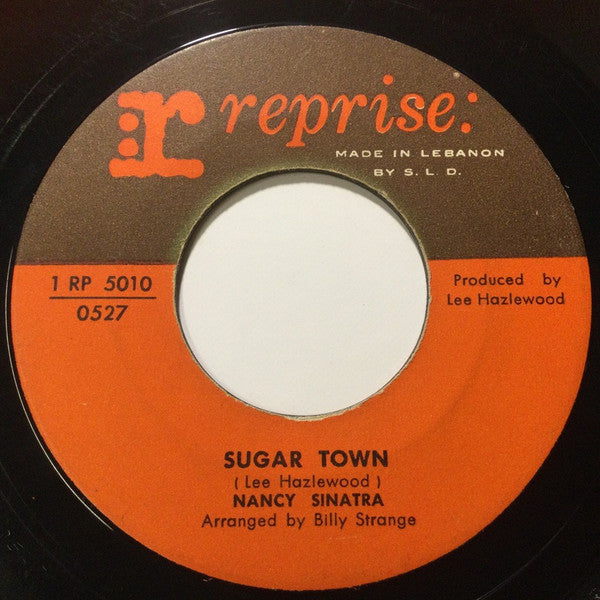 r reprise:
MADE IN LEBANON
BY S. L. D.
1 RP 5010
0527
Produced by
Lee Hazlewood
SUGAR TOWN
( Lee Hazlewood )
NANCY SINATRA
Arranged by Billy Strange